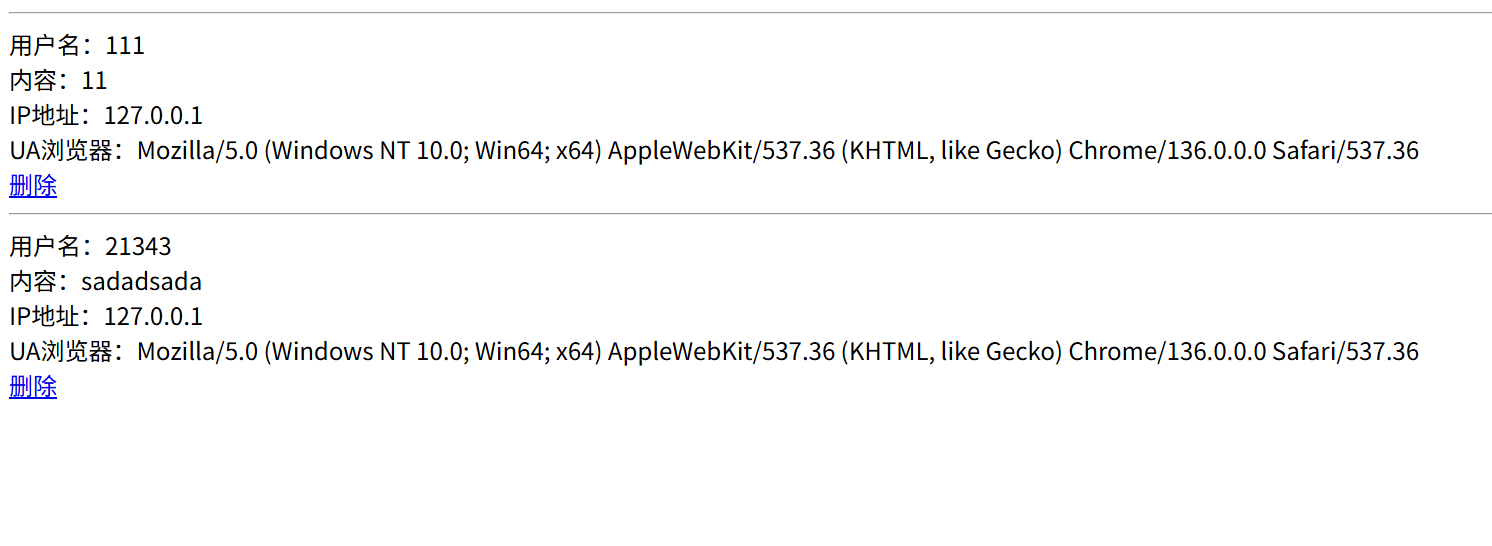 用户名：111
内容：11
IP地址：127.0.0.1
UA浏览器：Mozilla/5.0 (Windows NT 10.0; Win64; x64) AppleWebKit/537.36 (KHTML, like Gecko) Chrome/136.0.0.0 Safari/537.36
删除
用户名：21343
内容：sadadsada
IP地址：127.0.0.1
UA浏览器：Mozilla/5.0 (Windows NT 10.0; Win64; x64) AppleWebKit/537.36 (KHTML, like Gecko) Chrome/136.0.0.0 Safari/537.36
删除